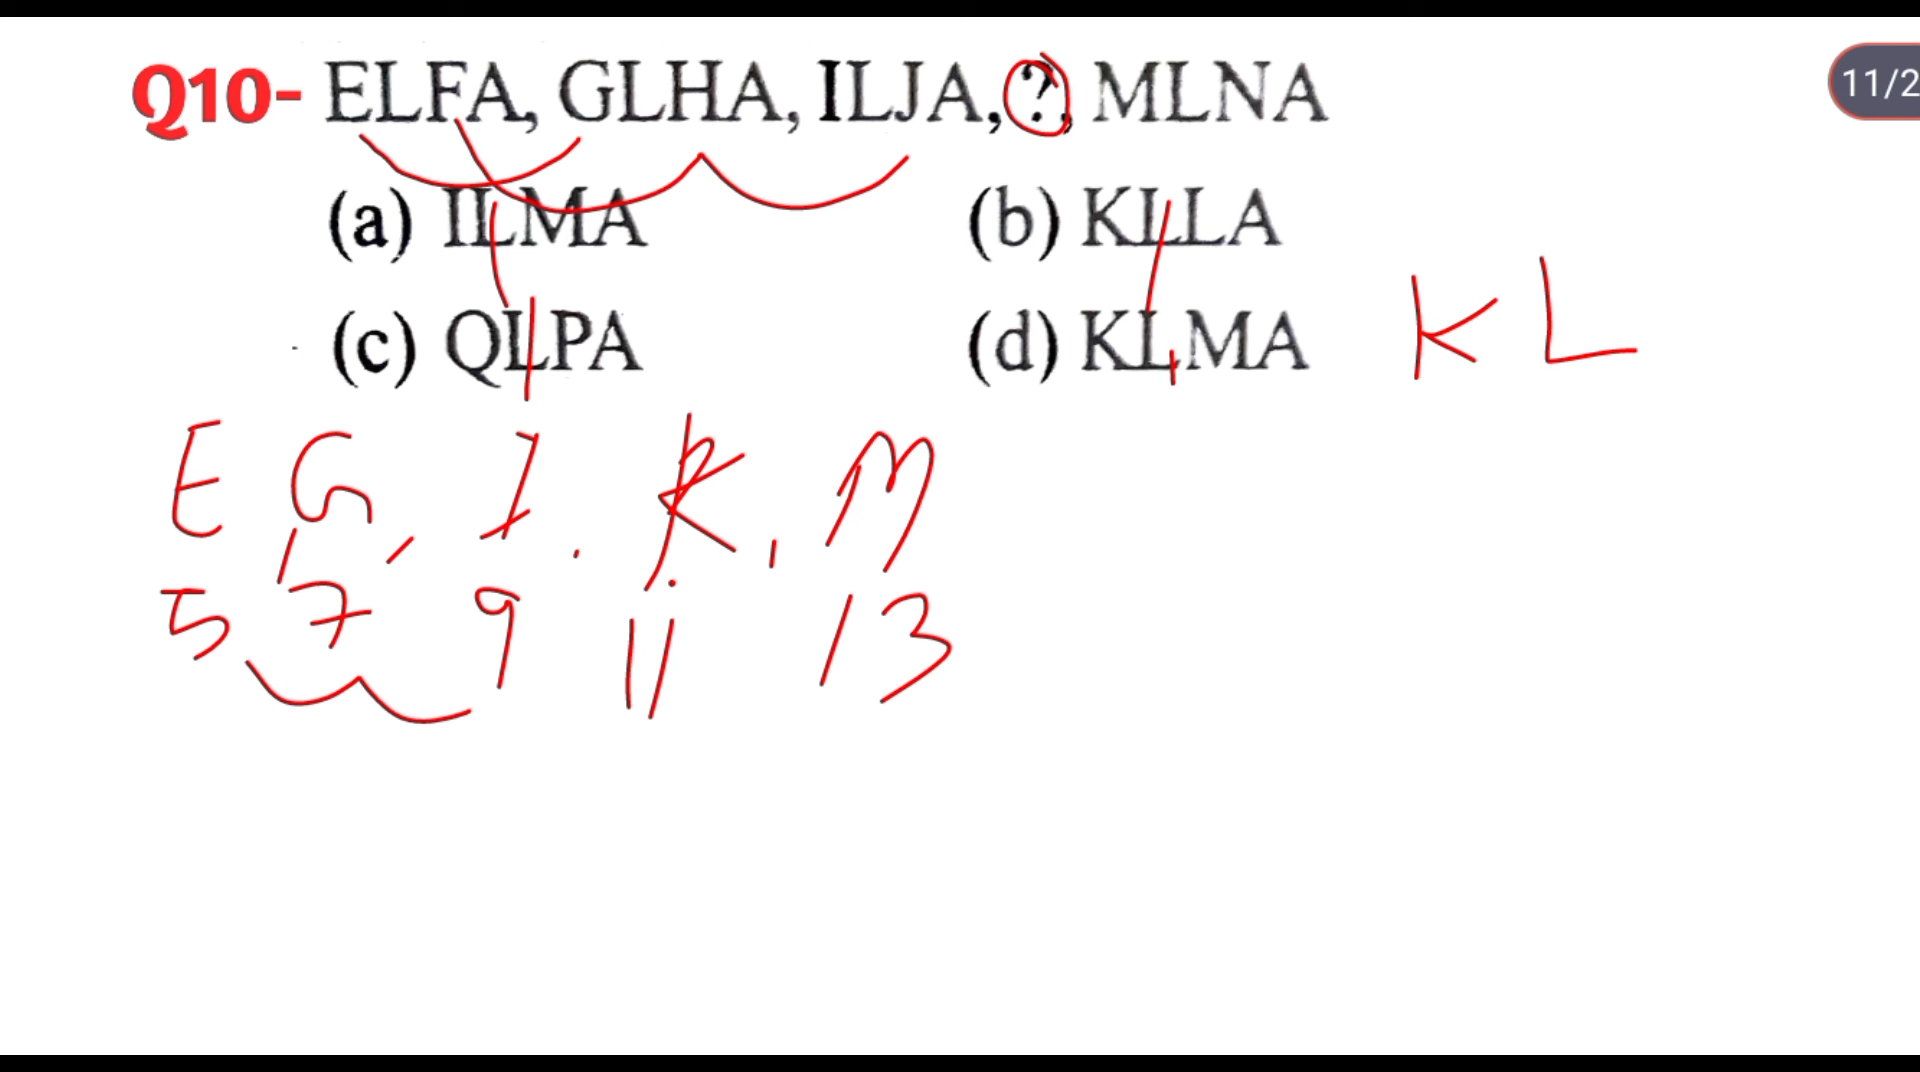 Q10- ELFA, GLHA, ILJA, ?, MLNA
11/2
(a) ILMA (b) KLLA
(c) QLPA (d) KLMA K L
E G, I. K, M
5 7 9 11 13